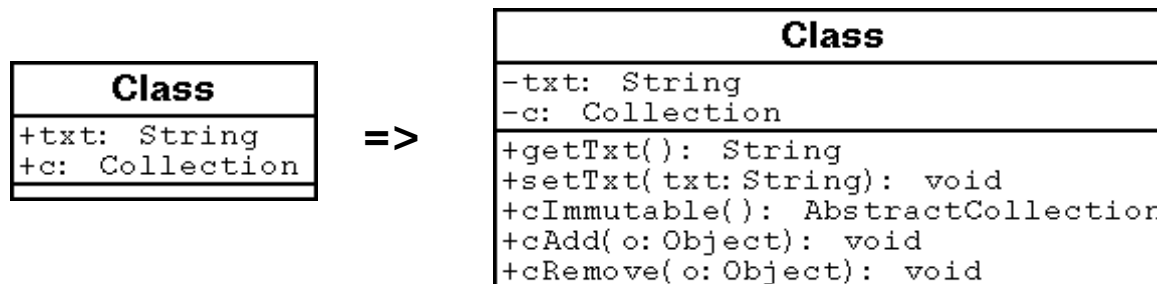 Class
+txt: String
+c: Collection
=>
Class
-txt: String
-c: Collection
+getTxt(): String
+setTxt(txt:String): void
+cImmutable(): AbstractCollection
+cAdd(o:Object): void
+cRemove(o:Object): void